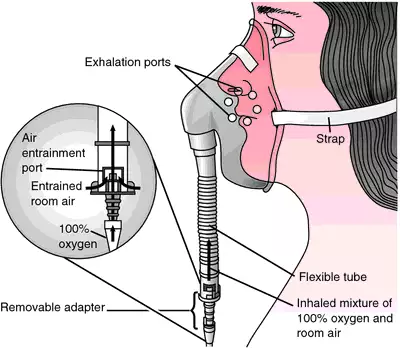 Exhalation ports
Air
entrainment
port
Entrained
room air
100%
oxygen
Strap
Flexible tube
Removable adapter
Inhaled mixture of
100% oxygen and
room air